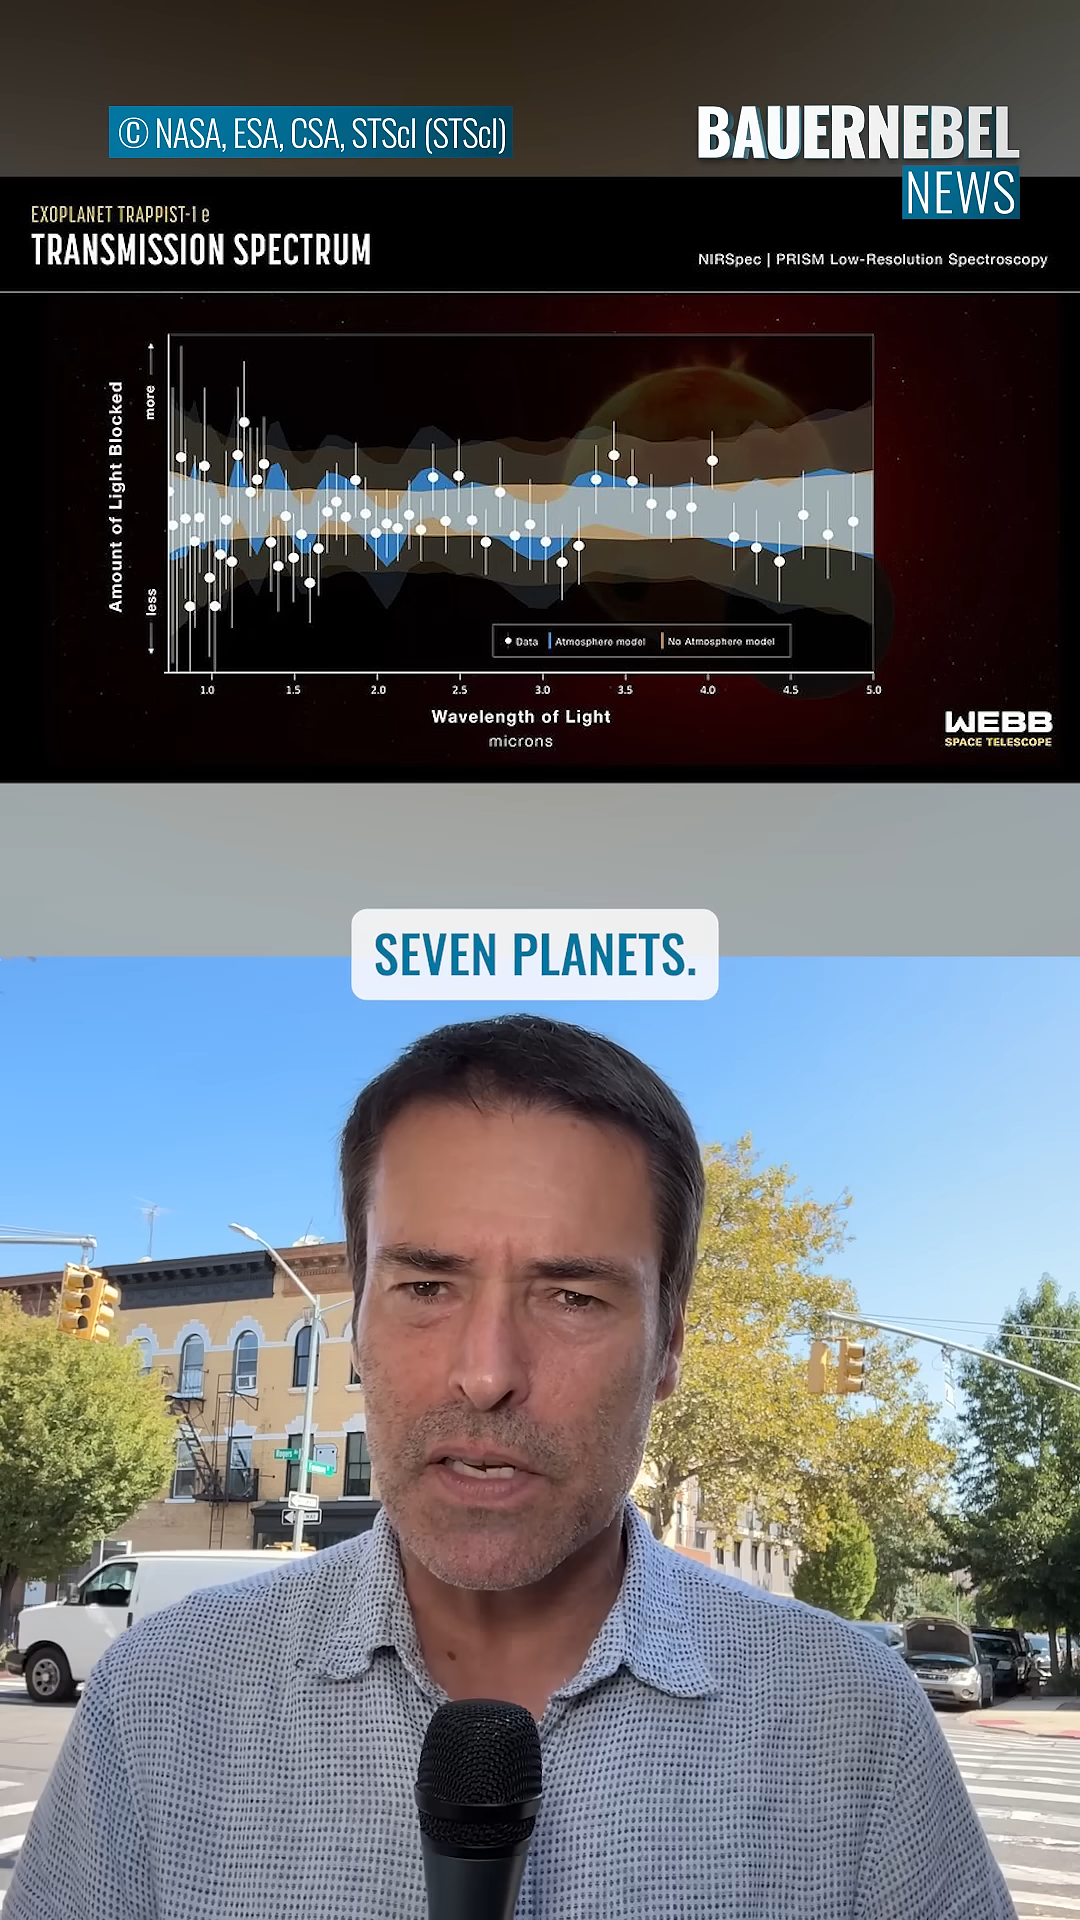 © NASA, ESA, CSA, STScI (STScI)
BAUERNEBEL
NEWS
EXOPLANET TRAPPIST-1 e
TRANSMISSION SPECTRUM
NIRSpec | PRISM Low-Resolution Spectroscopy
Amount of Light Blocked
more
less
Data
Atmosphere model
No Atmosphere model
1.0 1.5 2.0 2.5 3.0 3.5 4.0 4.5 5.0
Wavelength of Light
microns
WEBB
SPACE TELESCOPE
SEVEN PLANETS.